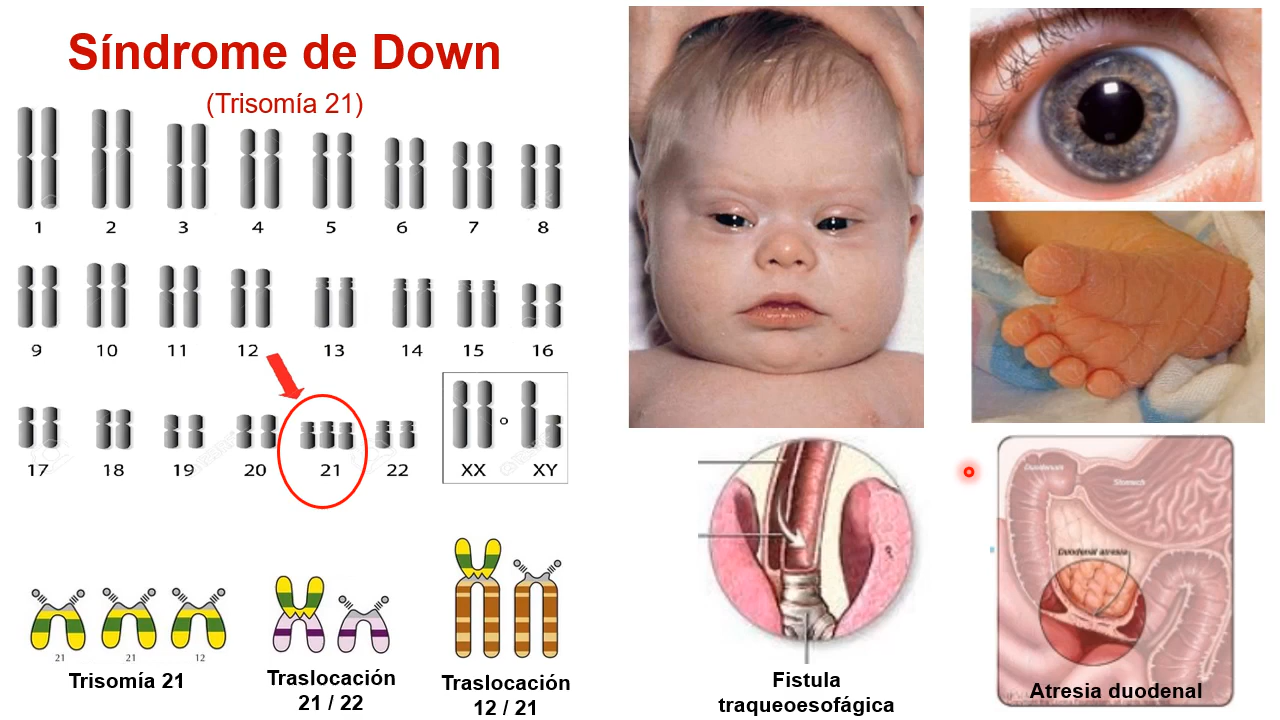 Síndrome de Down
(Trisomía 21)
1 2 3 4 5 6 7 8
9 10 11 12 13 14 15 16
17 18 19 20 21 22 XX o XY
21 21 12
Trisomía 21
Traslocación
21 / 22
Traslocación
12 / 21
Fistula
traqueoesofágica
Duodenum
Stomach
Duodenal atresia
Atresia duodenal